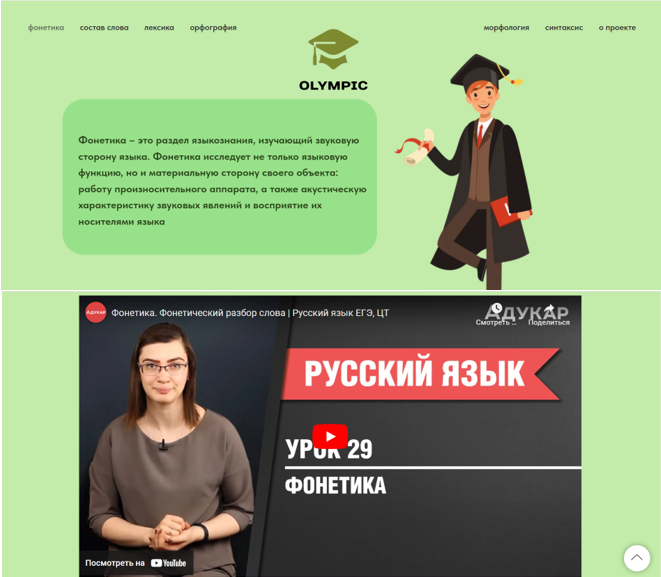 фонетика состав слова лексика орфография
морфология синтаксис о проекте
OLYMPIC
Фонетика – это раздел языкознания, изучающий звуковую
сторону языка. Фонетика исследует не только языковую
функцию, но и материальную сторону своего объекта:
работу произносительного аппарата, а также акустическую
характеристику звуковых явлений и восприятие их
носителями языка
АДУКАР
Фонетика. Фонетический разбор слова | Русский язык ЕГЭ, ЦТ
АДУКАР
Смотреть ...
Поделиться
РУССКИЙ ЯЗЫК
УРОК 29
ФОНЕТИКА
Посмотреть на YouTube